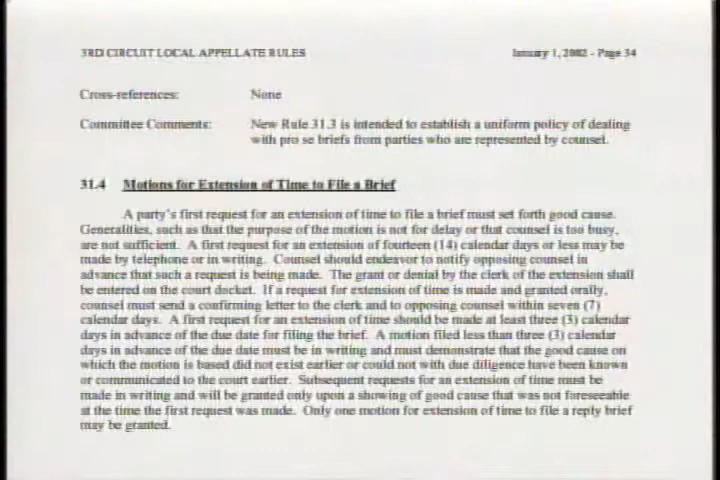 3RD CIRCUIT LOCAL APPELLATE RULES January 1, 2002 - Page 34
Cross-references: None
Committee Comments: New Rule 31.3 is intended to establish a uniform policy of dealing
with pro se briefs from parties who are represented by counsel.
31.4 Motions for Extension of Time to File a Brief
A party's first request for an extension of time to file a brief must set forth good cause.
Generalities, such as that the purpose of the motion is not for delay or that counsel is too busy,
are not sufficient. A first request for an extension of fourteen (14) calendar days or less may be
made by telephone or in writing. Counsel should endeavor to notify opposing counsel in
advance that such a request is being made. The grant or denial by the clerk of the extension shall
be entered on the court docket. If a request for extension of time is made and granted orally,
counsel must send a confirming letter to the clerk and to opposing counsel within seven (7)
calendar days. A first request for an extension of time should be made at least three (3) calendar
days in advance of the due date for filing the brief. A motion filed less than three (3) calendar
days in advance of the due date must be in writing and must demonstrate that the good cause on
which the motion is based did not exist earlier or could not with due diligence have been known
or communicated to the court earlier. Subsequent requests for an extension of time must be
made in writing and will be granted only upon a showing of good cause that was not foreseeable
at the time the first request was made. Only one motion for extension of time to file a reply brief
may be granted.